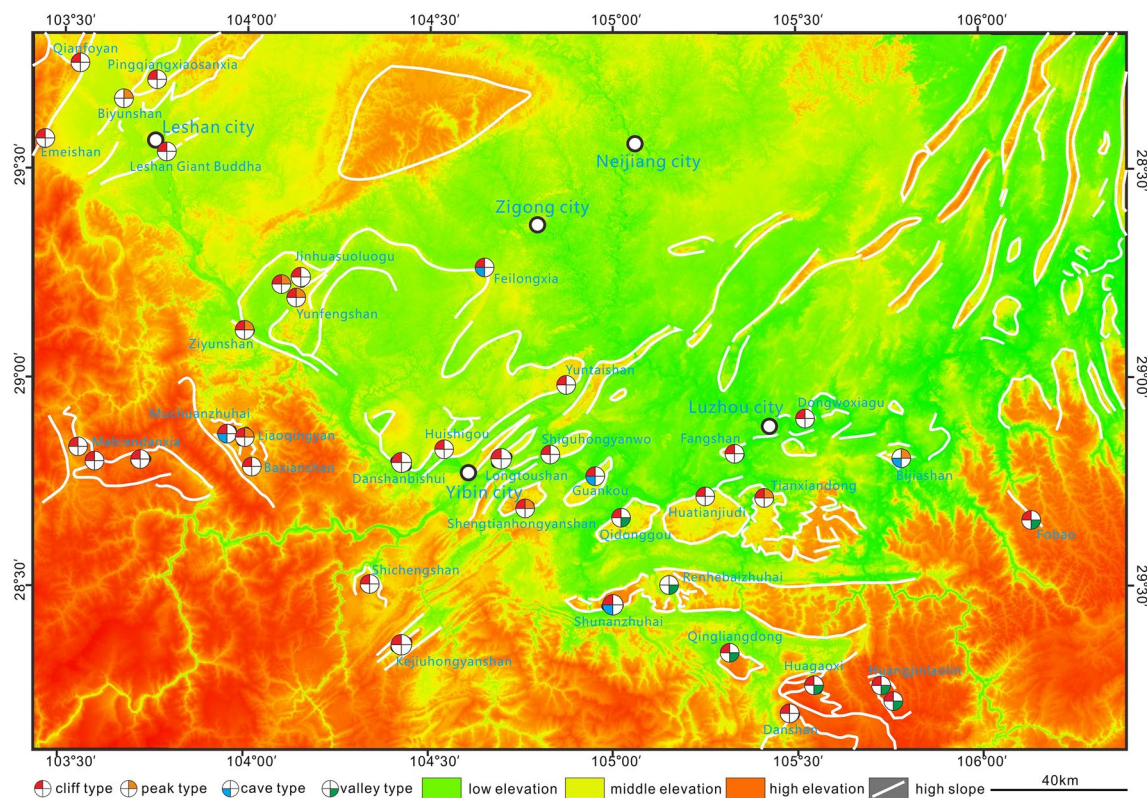 103°30' 104°00' 104°30' 105°00' 105°30' 106°00'
Qianfoyan
Pingqiangxiaosanxia
Biyunshan
Leshan city
Emeishan
Leshan Giant Buddha
Neijiang city
29°30'
28°30'
Zigong city
Jinhuasuoluogu
Feilongxia
Yunfengshan
Ziyunshan
29°00'
29°00'
Yuntaishan
Luzhou city
Dongwoxiagu
Muchuanzhuhai
Liaoqingyan
Huishigou
Shiguhongyanwo
Fangshan
Mabiandanxia
Baxianshan
Danshanbishui
Longtoushan
Bijiashan
Yibin city
Guankou
Tianxiandong
Huatianjiudi
Shengtianhongyanshan
Qidonggou
Fobao
Shichengshan
Renhebaizhuhai
28°30'
29°30'
Shunanzhuhai
Qingliangdong
Kejiuhongyanshan
Huagaoxi
Huangjinlaolin
Danshan
103°30' 104°00' 104°30' 105°00' 105°30' 106°00'
cliff type peak type cave type valley type low elevation middle elevation high elevation high slope 40km